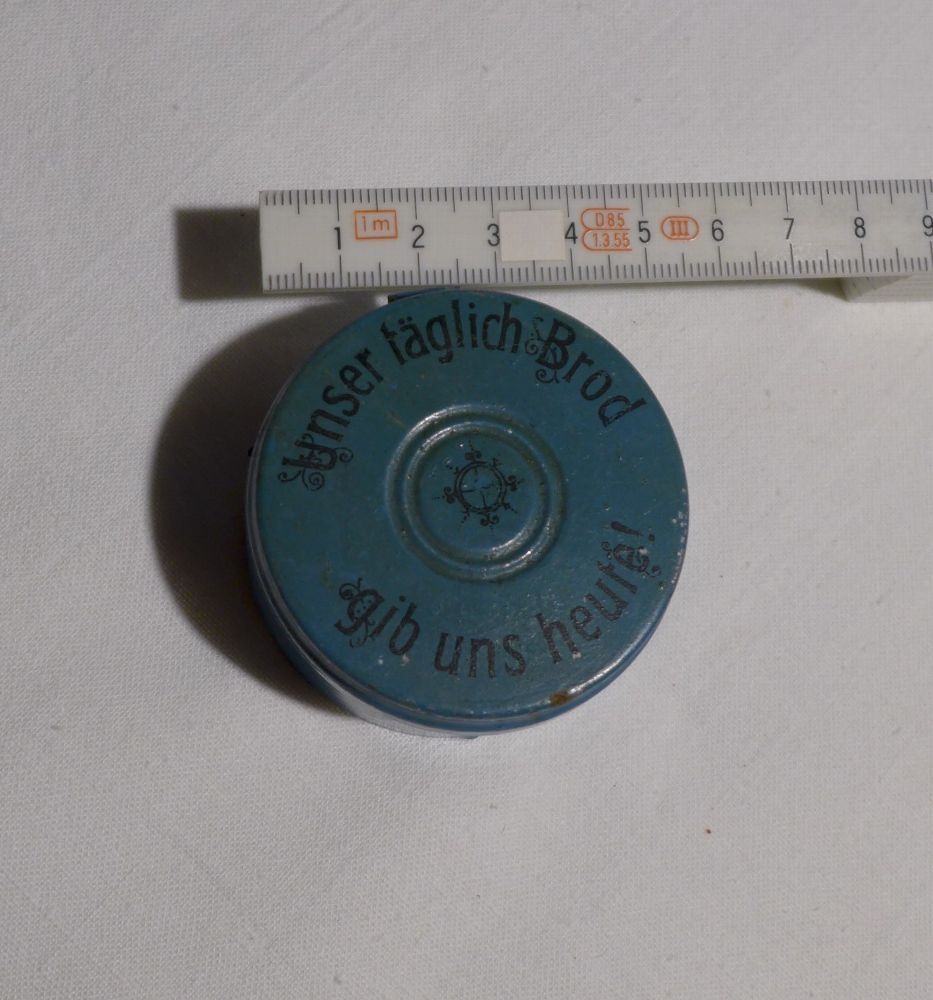 1 1m 2 3 4 D85 1.3.55 5 III 6 7 8 9
Unser täglich Brod
gib uns heute!